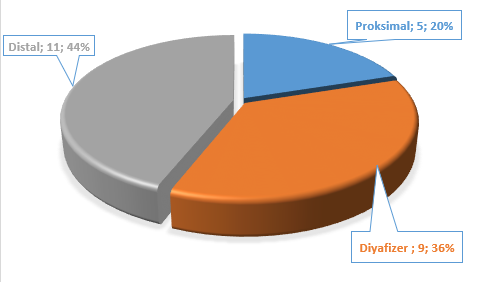 Proksimal; 5; 20%
Distal; 11; 44%
Diyafizer ; 9; 36%